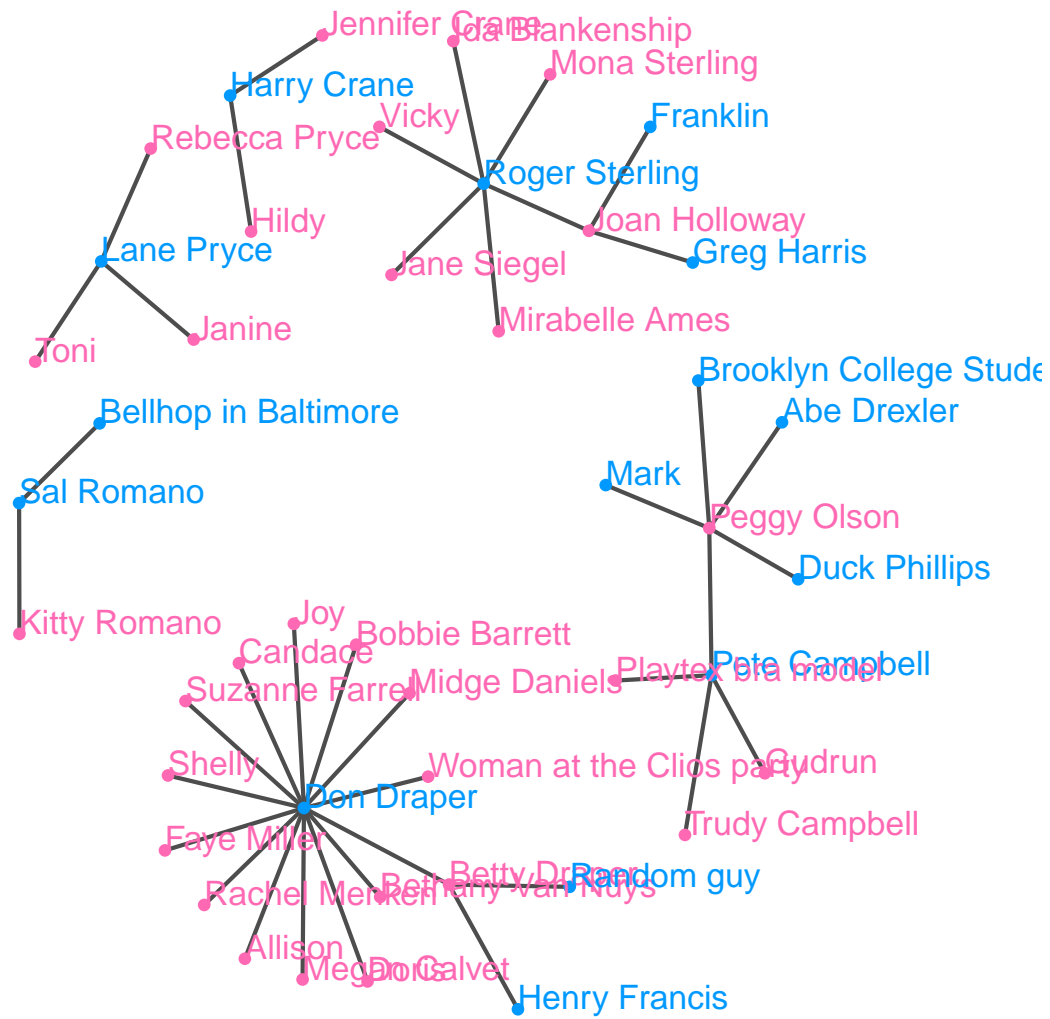 Jennifer Crane
Ida Blankenship
Mona Sterling
Harry Crane
Vicky
Franklin
Rebecca Pryce
Roger Sterling
Hildy
Joan Holloway
Lane Pryce
Greg Harris
Jane Siegel
Mirabelle Ames
Janine
Toni
Brooklyn College Stude
Bellhop in Baltimore
Abe Drexler
Mark
Sal Romano
Peggy Olson
Duck Phillips
Joy
Kitty Romano
Bobbie Barrett
Candace
Pete Campbell
Playtex bra model
Suzanne Farrell
Midge Daniels
Shelly
Woman at the Clios party
Gudrun
Don Draper
Trudy Campbell
Faye Miller
Betty Draper
Random guy
Rachel Menken
Bethany Van Nuys
Allison
Megan Calvet
Doris
Henry Francis